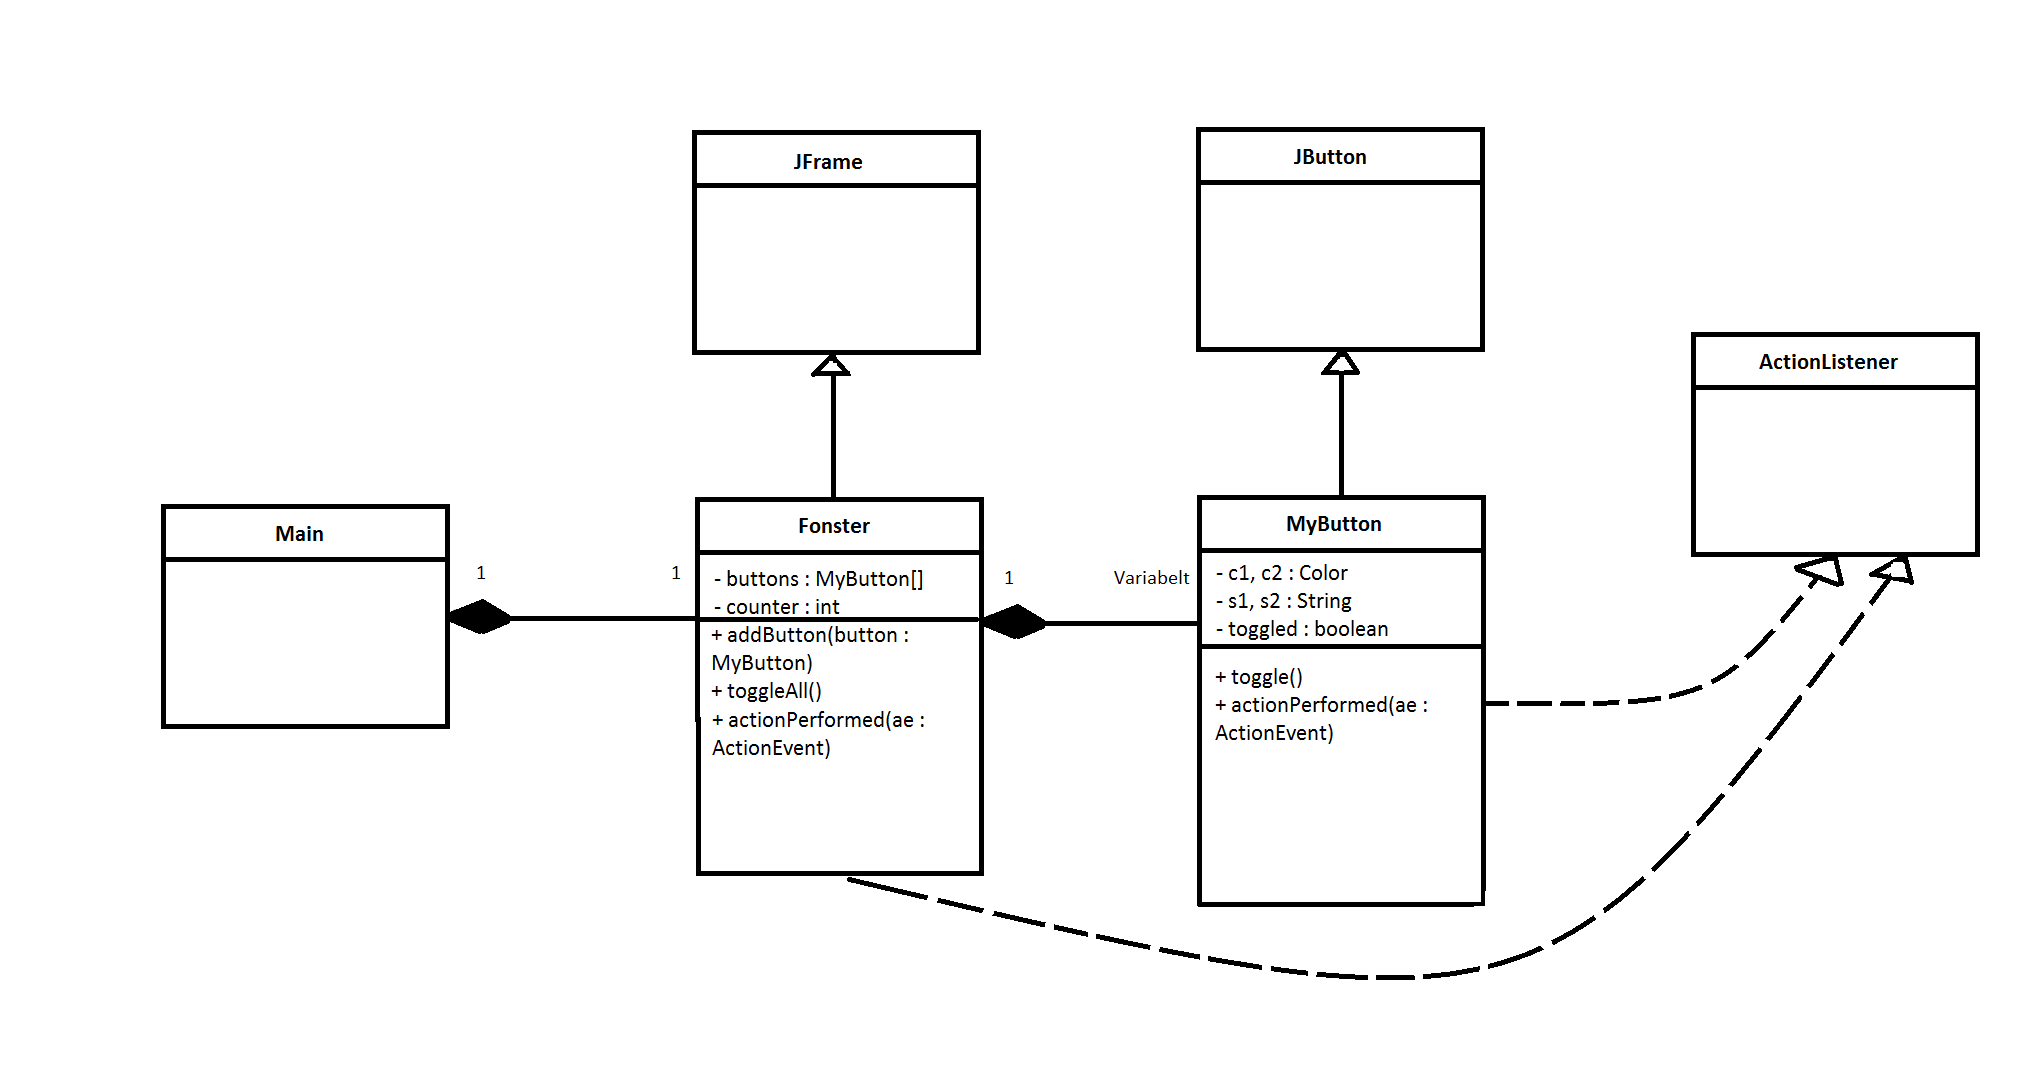 JFrame
JButton
ActionListener
Main
1
1
Fonster
- buttons : MyButton[]
- counter : int
+ addButton(button :
MyButton)
+ toggleAll()
+ actionPerformed(ae :
ActionEvent)
1
Variabelt
MyButton
- c1, c2 : Color
- s1, s2 : String
- toggled : boolean
+ toggle()
+ actionPerformed(ae :
ActionEvent)